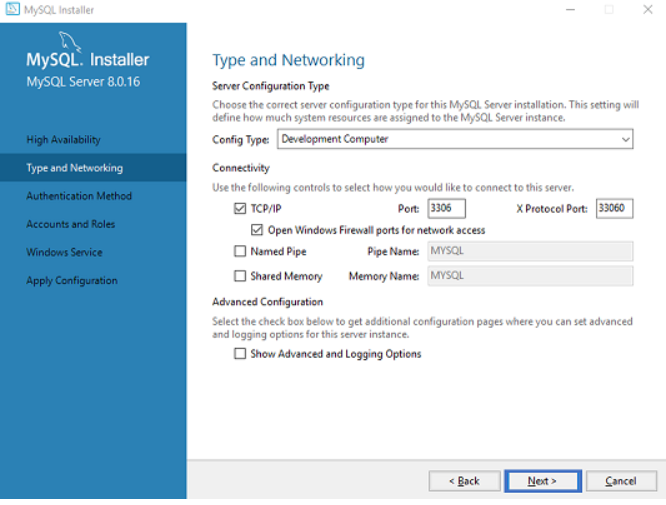 MySQL Installer
MySQL. Installer
MySQL Server 8.0.16
High Availability
Type and Networking
Authentication Method
Accounts and Roles
Windows Service
Apply Configuration
Type and Networking
Server Configuration Type
Choose the correct server configuration type for this MySQL Server installation. This setting will
define how much system resources are assigned to the MySQL Server instance.
Config Type: Development Computer
Connectivity
Use the following controls to select how you would like to connect to this server.
TCP/IP Port: 3306 X Protocol Port: 33060
Open Windows Firewall ports for network access
Named Pipe Pipe Name: MYSQL
Shared Memory Memory Name: MYSQL
Advanced Configuration
Select the check box below to get additional configuration pages where you can set advanced
and logging options for this server instance.
Show Advanced and Logging Options
< Back Next > Cancel